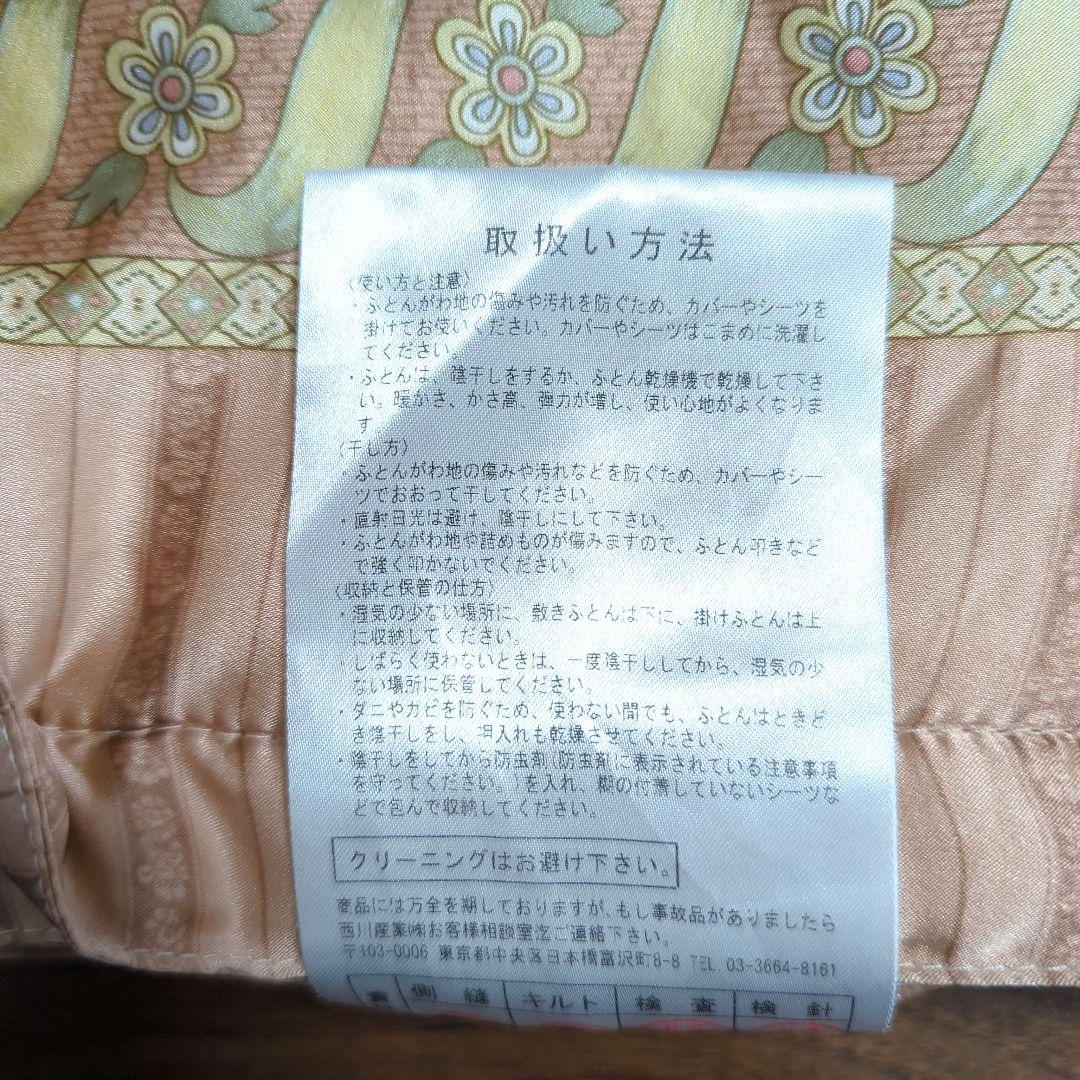 取扱い方法
〈使い方と注意〉
・ふとんがわ地の傷みや汚れを防ぐため、カバーやシーツを
掛けてお使いください。カバーやシーツはこまめに洗濯し
てください。
・ふとんは、陰干しをするか、ふとん乾燥機で乾燥して下さ
い。暖かさ、かさ高、弾力が増し、使い心地がよくなりま
す
〈干し方〉
・ふとんがわ地の傷みや汚れなどを防ぐため、カバーやシー
ツでおおって干してください。
・直射日光は避け、陰干しにして下さい。
・ふとんがわ地や詰めものが傷みますので、ふとん叩きなど
で強く叩かないでください。
〈収納と保管の仕方〉
・湿気の少ない場所に、敷きふとんは下に、掛けふとんは上
に収納してください。
・しばらく使わないときは、一度陰干ししてから、湿気の少
ない場所に保管してください。
・ダニやカビを防ぐため、使わない間でも、ふとんはときど
き陰干しをし、押入れも乾燥させてください。
・陰干しをしてから防虫剤(防虫剤に表示されている注意事項
を守ってください。)を入れ、糊の付着していないシーツな
どで包んで収納してください。
クリーニングはお避け下さい。
商品には万全を期しておりますが、もし事故品がありましたら
西川産業㈱お客様相談室迄ご連絡下さい。
〒103-0006 東京都中央区日本橋富沢町8-8 TEL 03-3664-8161
側縫 キルト 検査 検針